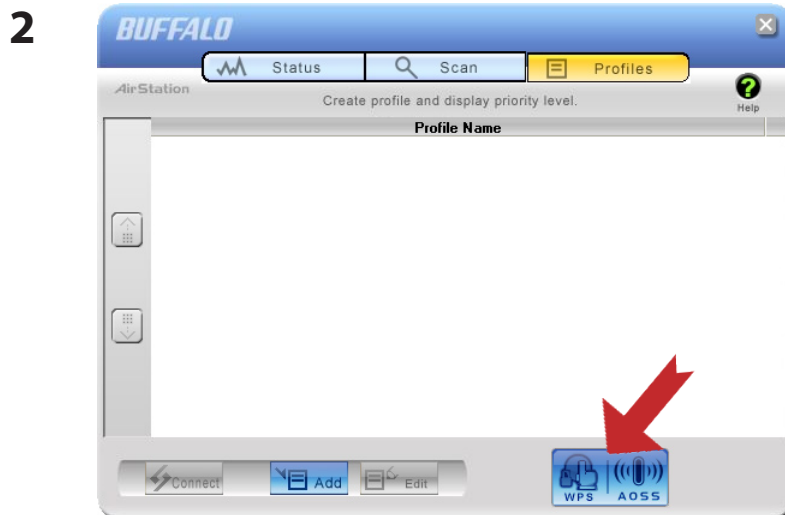 2
BUFFALO
Status
Scan
Profiles
AirStation
Create profile and display priority level.
Help
Profile Name
Connect
Add
Edit
WPS
AOSS